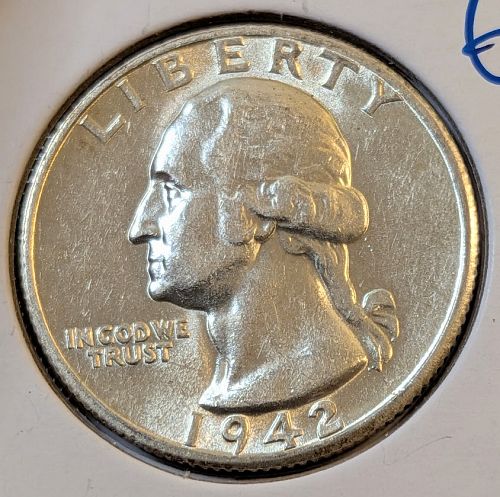 LIBERTY
IN GOD WE
TRUST
1942